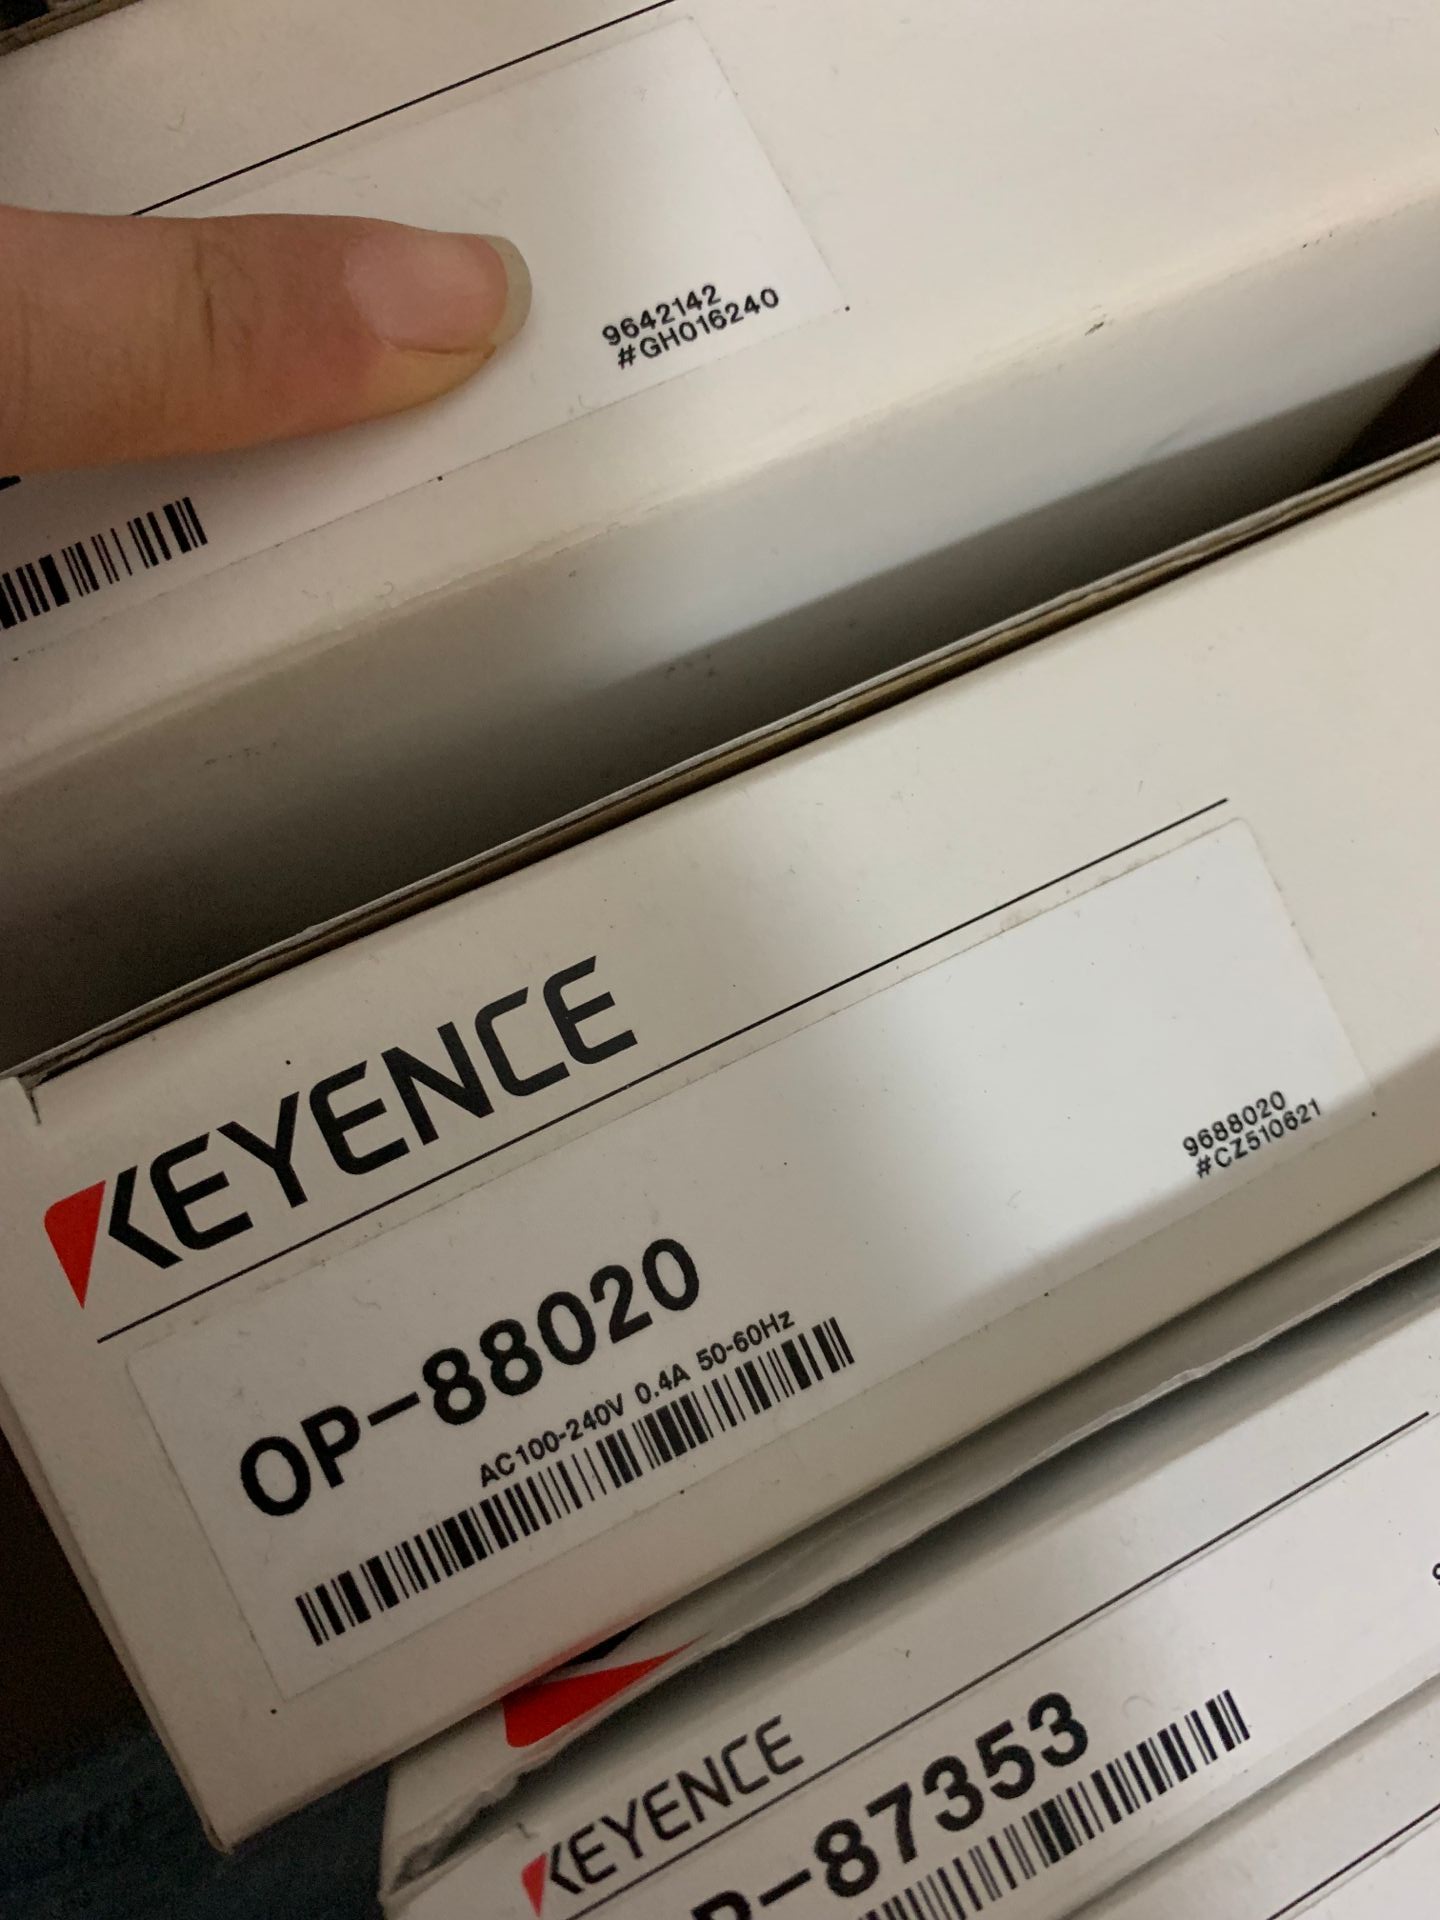 9642142
#GH016240
KEYENCE
OP-88020
AC100-240V 0.4A 50-60Hz
9688020
#CZ510621
KEYENCE
P-87353